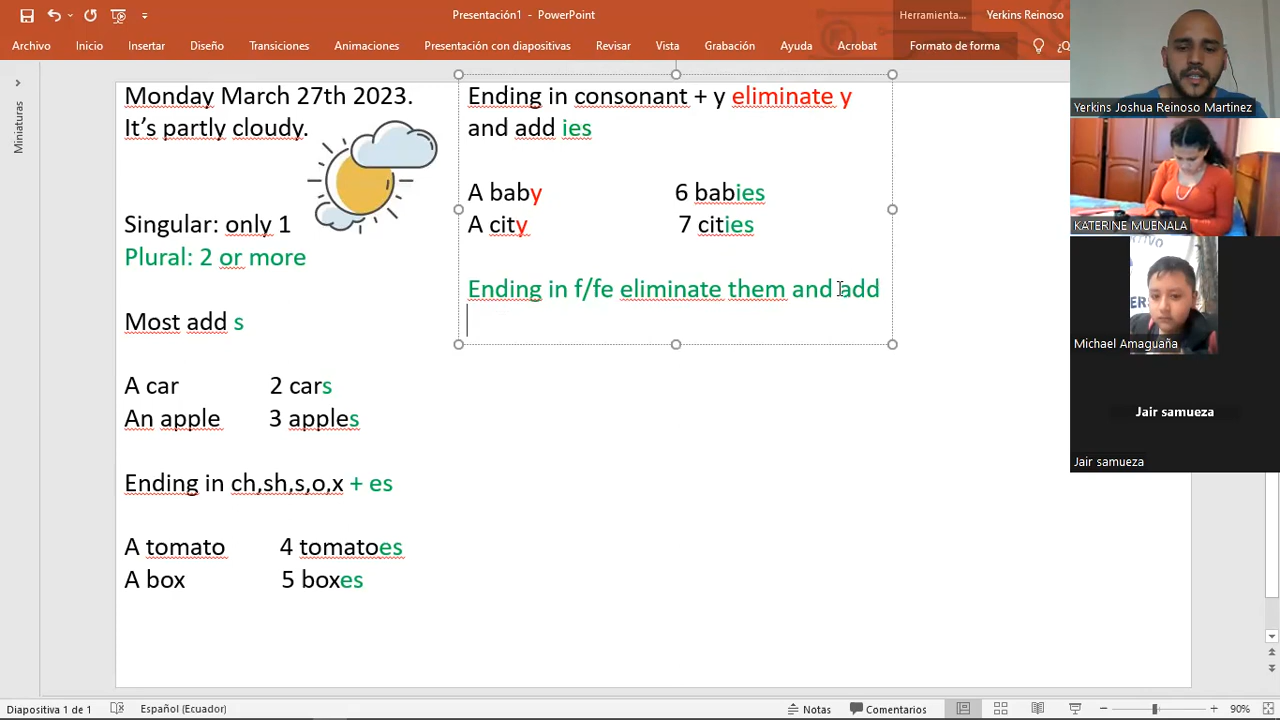 Presentación1 - PowerPoint
Herramienta...
Yerkins Reinoso
Archivo Inicio Insertar Diseño Transiciones Animaciones Presentación con diapositivas Revisar Vista Grabación Ayuda Acrobat Formato de forma ¿Q
Miniaturas
Monday March 27th 2023.
It’s partly cloudy.
Singular: only 1
Plural: 2 or more
Most add s
A car 2 cars
An apple 3 apples
Ending in ch,sh,s,o,x + es
A tomato 4 tomatoes
A box 5 boxes
Ending in consonant + y eliminate y
and add ies
A baby 6 babies
A city 7 cities
Ending in f/fe eliminate them and add
Yerkins Joshua Reinoso Martinez
KATERINE MUENALA
Michael Amaguaña
Jair samueza
Jair samueza
Diapositiva 1 de 1 Español (Ecuador) Notas Comentarios 90%